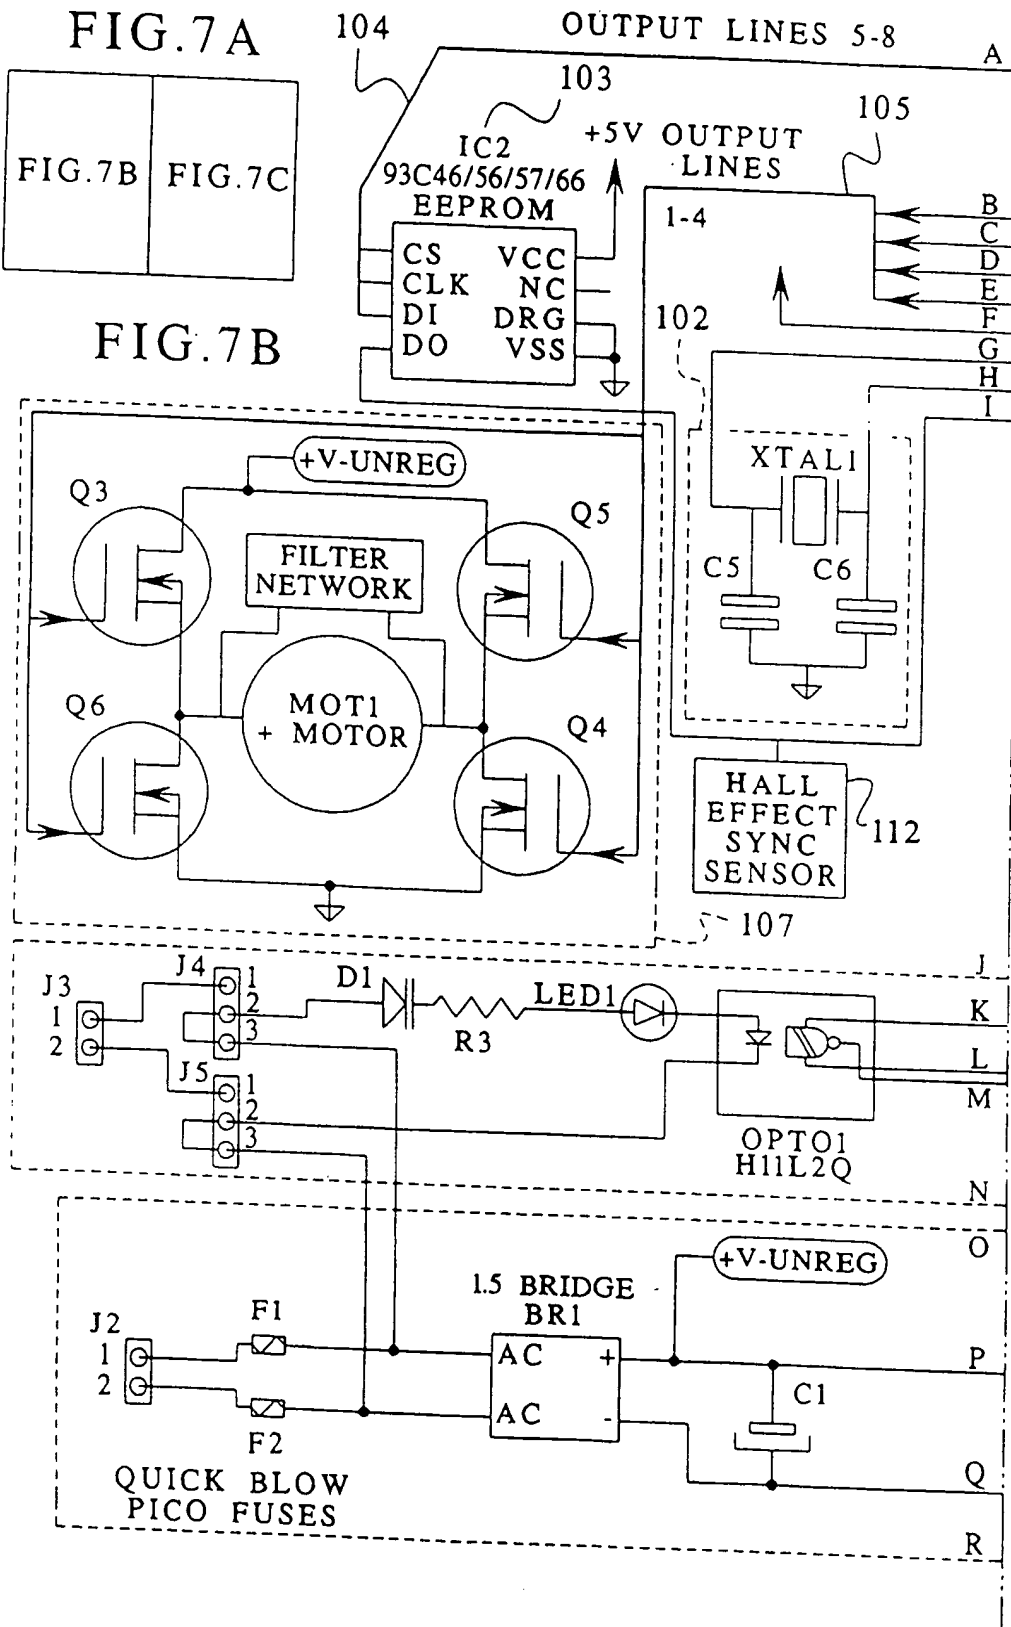 FIG.7A
FIG.7B
FIG.7C
FIG.7B
104
OUTPUT LINES 5-8
A
103
IC2
93C46/56/57/66
EEPROM
CS
CLK
DI
DO
VCC
NC
DRG
VSS
+5V OUTPUT
LINES
1-4
105
B
C
D
E
F
G
H
I
102
XTAL1
C5
C6
+V-UNREG
Q3
Q5
FILTER
NETWORK
Q6
Q4
MOT1
+ MOTOR
HALL
EFFECT
SYNC
SENSOR
112
107
J
J3
1
2
J4
1
2
3
D1
R3
LED1
K
L
M
J5
1
2
3
OPTO1
H11L2Q
N
O
+V-UNREG
1.5 BRIDGE
BR1
AC
+
AC
-
J2
1
2
F1
F2
QUICK BLOW
PICO FUSES
C1
P
Q
R